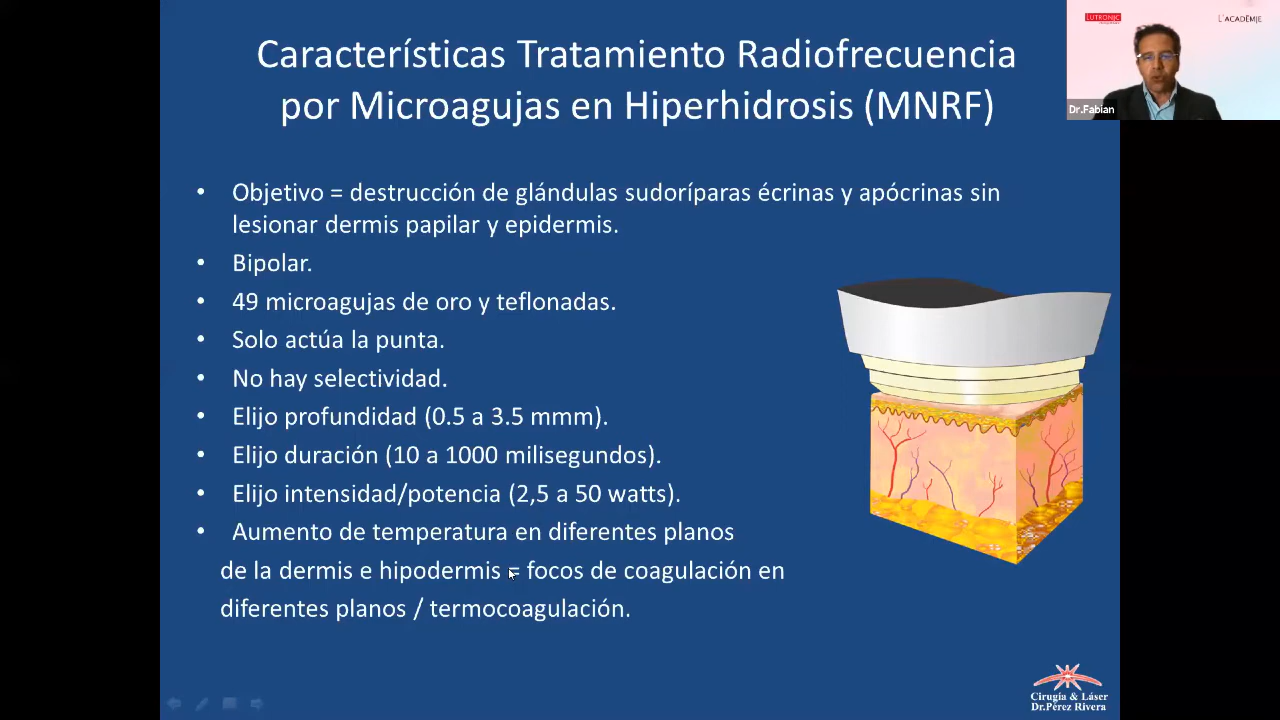 Características Tratamiento Radiofrecuencia
por Microagujas en Hiperhidrosis (MNRF)
LUTRONIC
L'ACADÉMIE
Dr.Fabian
• Objetivo = destrucción de glándulas sudoríparas écrinas y apócrinas sin
lesionar dermis papilar y epidermis.
• Bipolar.
• 49 microagujas de oro y teflonadas.
• Solo actúa la punta.
• No hay selectividad.
• Elijo profundidad (0.5 a 3.5 mmm).
• Elijo duración (10 a 1000 milisegundos).
• Elijo intensidad/potencia (2,5 a 50 watts).
• Aumento de temperatura en diferentes planos
de la dermis e hipodermis = focos de coagulación en
diferentes planos / termocoagulación.
Cirugía & Láser
Dr.Pérez Rivera